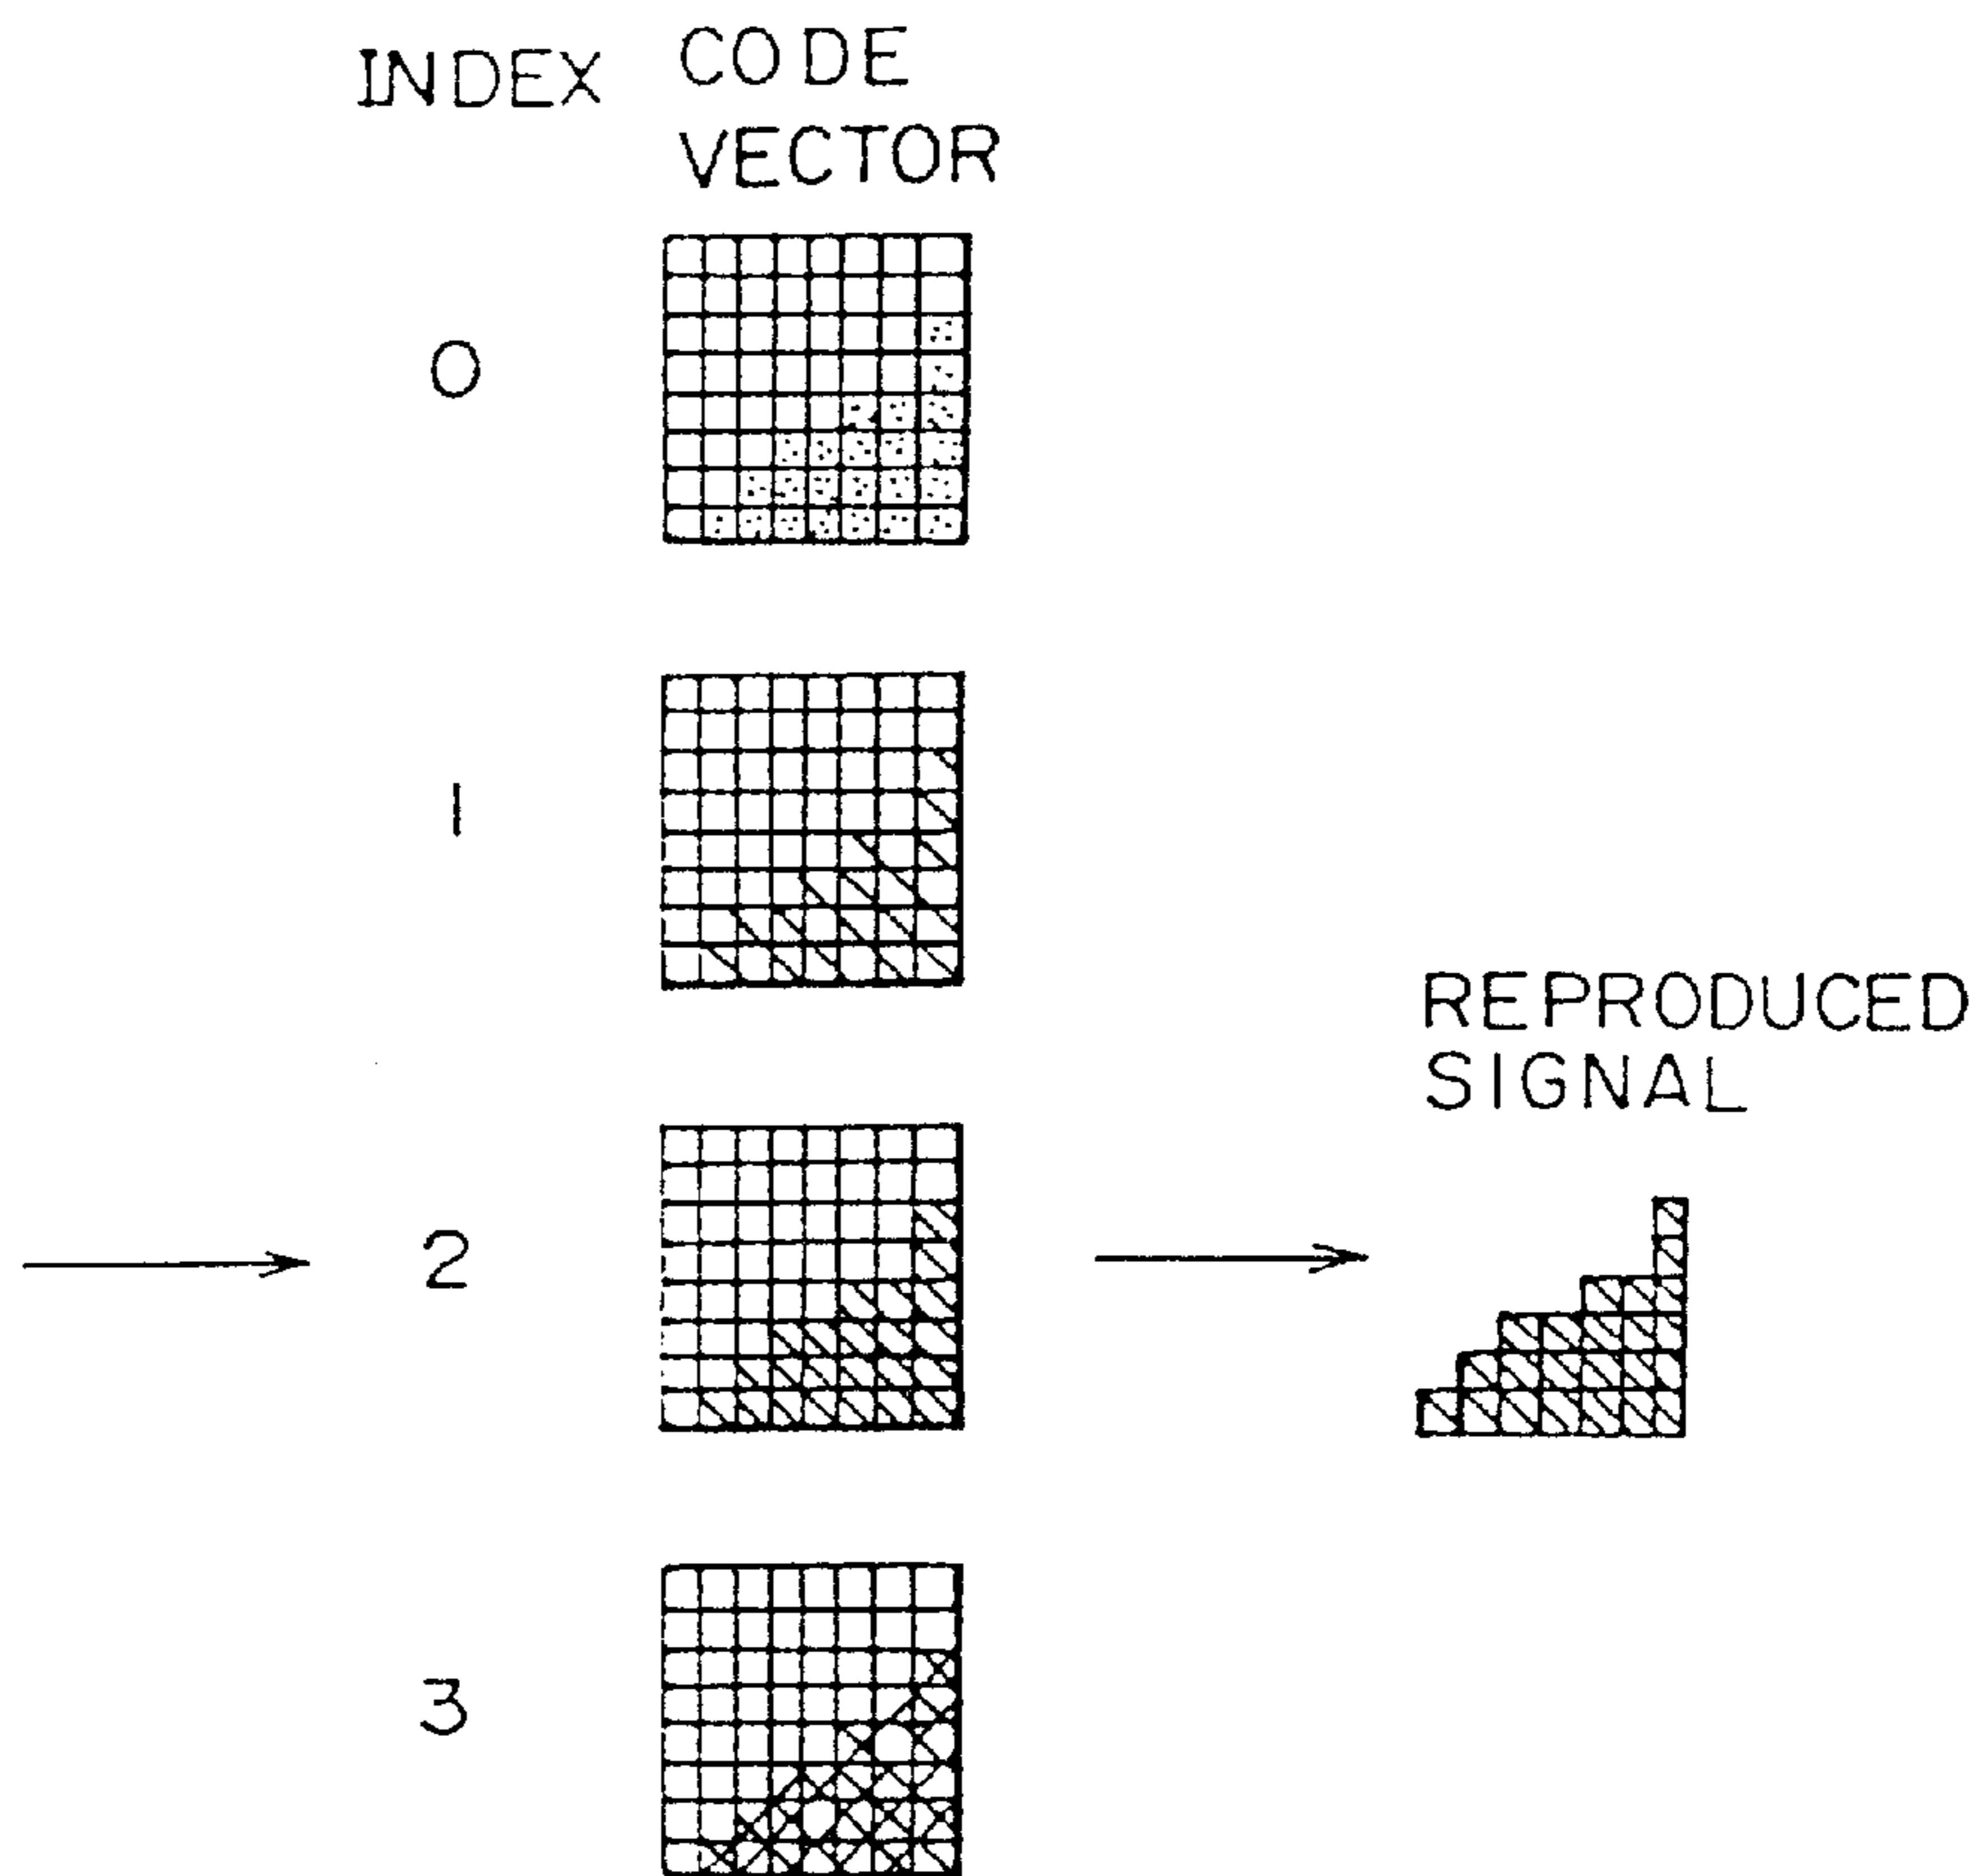 INDEX
CODE
VECTOR
0
1
REPRODUCED
SIGNAL
2
3